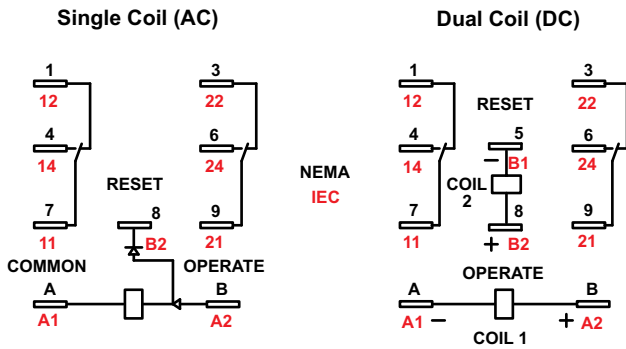 Single Coil (AC)
1
12
3
22
4
14
6
24
RESET
7
11
8
B2
9
21
COMMON
OPERATE
A
A1
B
A2
NEMA
IEC
Dual Coil (DC)
1
12
3
22
RESET
4
14
5
– B1
6
24
COIL
2
7
11
8
+ B2
9
21
OPERATE
A
A1 –
B
+ A2
COIL 1